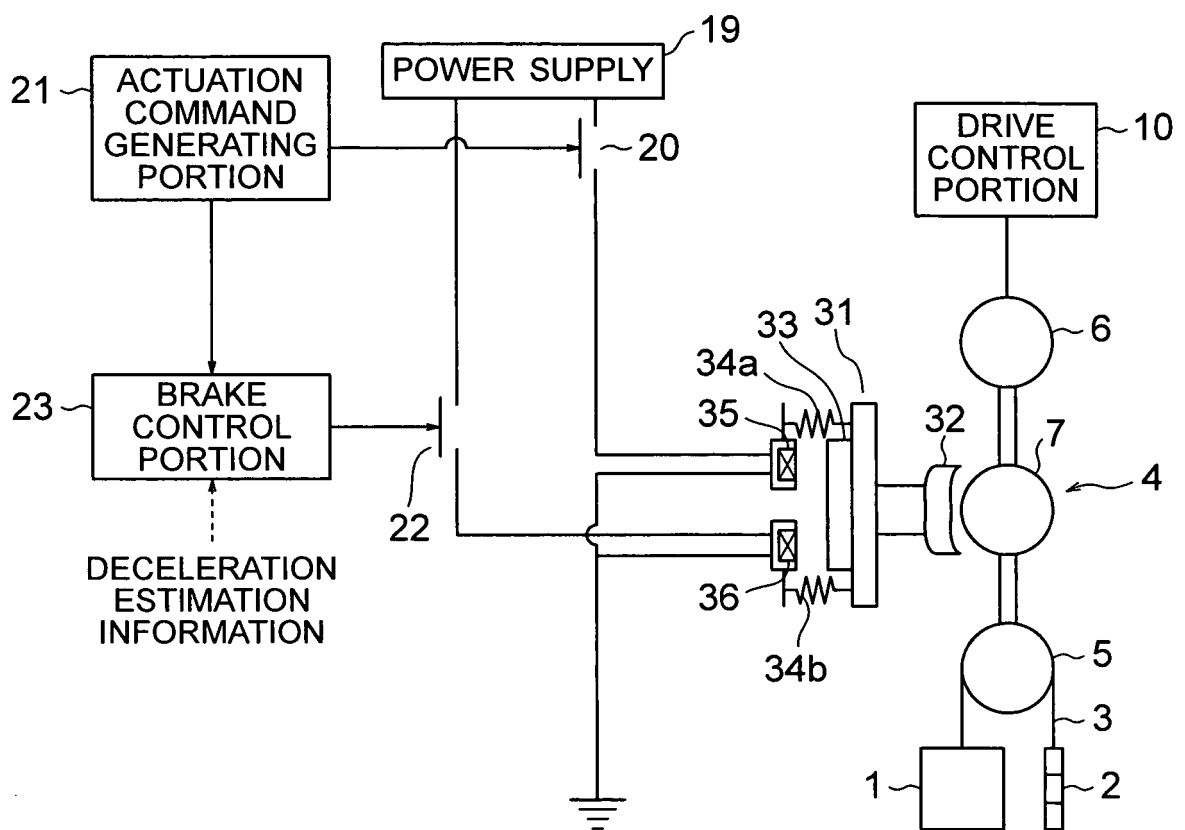 19
POWER SUPPLY
21
ACTUATION
COMMAND
GENERATING
PORTION
20
DRIVE
CONTROL
PORTION
10
31
33
34a
35
6
23
BRAKE
CONTROL
PORTION
32
7
4
22
DECELERATION
ESTIMATION
INFORMATION
36
34b
5
3
1
2